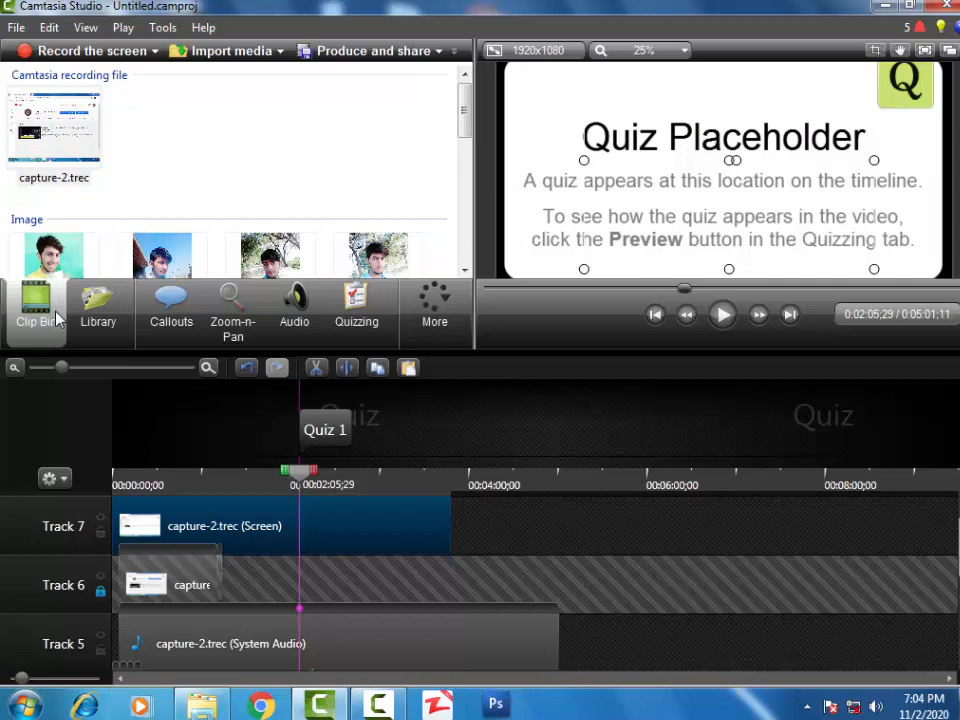 Camtasia Studio - Untitled.camproj
File Edit View Play Tools Help 5
Record the screen Import media Produce and share 1920x1080 25%
Camtasia recording file
capture-2.trec
Image
Q
Quiz Placeholder
A quiz appears at this location on the timeline.
To see how the quiz appears in the video,
click the Preview button in the Quizzing tab.
Clip Bin Library Callouts Zoom-n-Pan Audio Quizzing More
0:02:05;29 / 0:05:01;11
Quiz Quiz
Quiz 1
00:00:00;00 00:02:05;29 00:04:00;00 00:06:00;00 00:08:00;00
Track 7 capture-2.trec (Screen)
Track 6 capture
Track 5 capture-2.trec (System Audio)
Ps
7:04 PM
11/2/2020